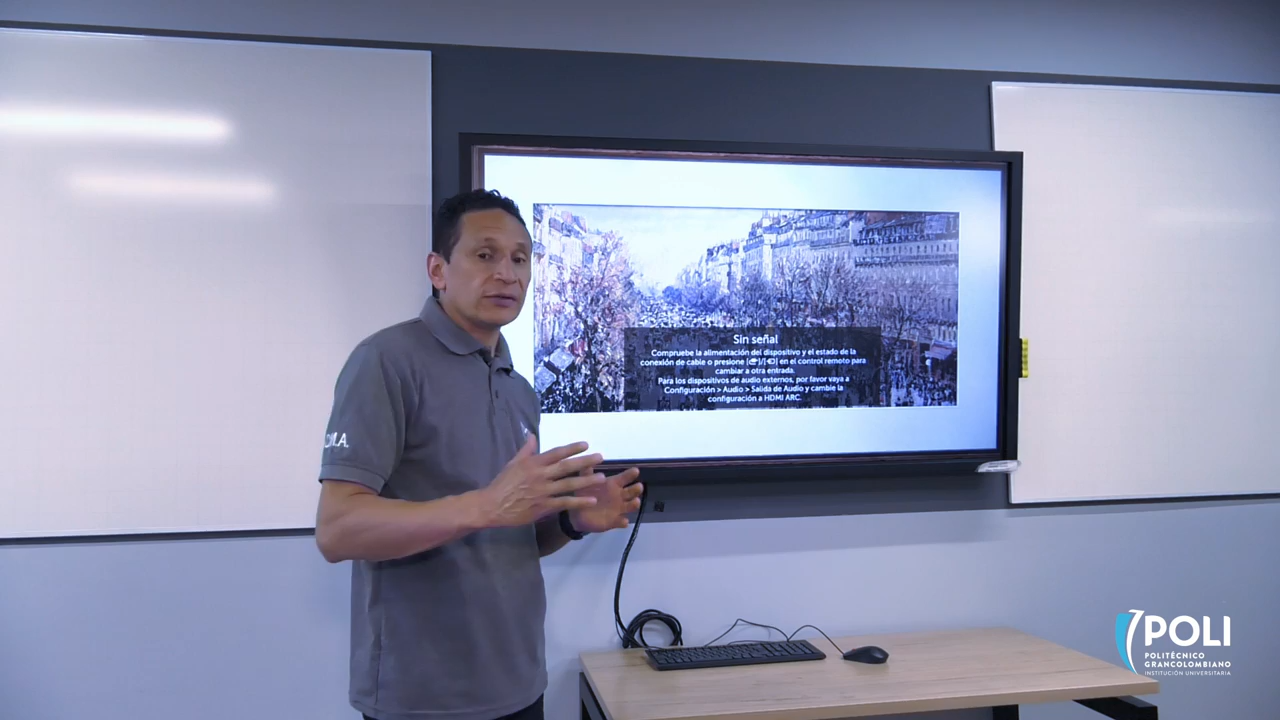 Sin señal
Compruebe la alimentación del dispositivo y el estado de la
conexión de cable o presione [ ]/[ ] en el control remoto para
cambiar a otra entrada.
Para los dispositivos de audio externos, por favor vaya a
Configuración > Audio > Salida de Audio y cambie la
configuración a HDMI ARC.
POLI
POLITÉCNICO
GRANCOLOMBIANO
INSTITUCIÓN UNIVERSITARIA